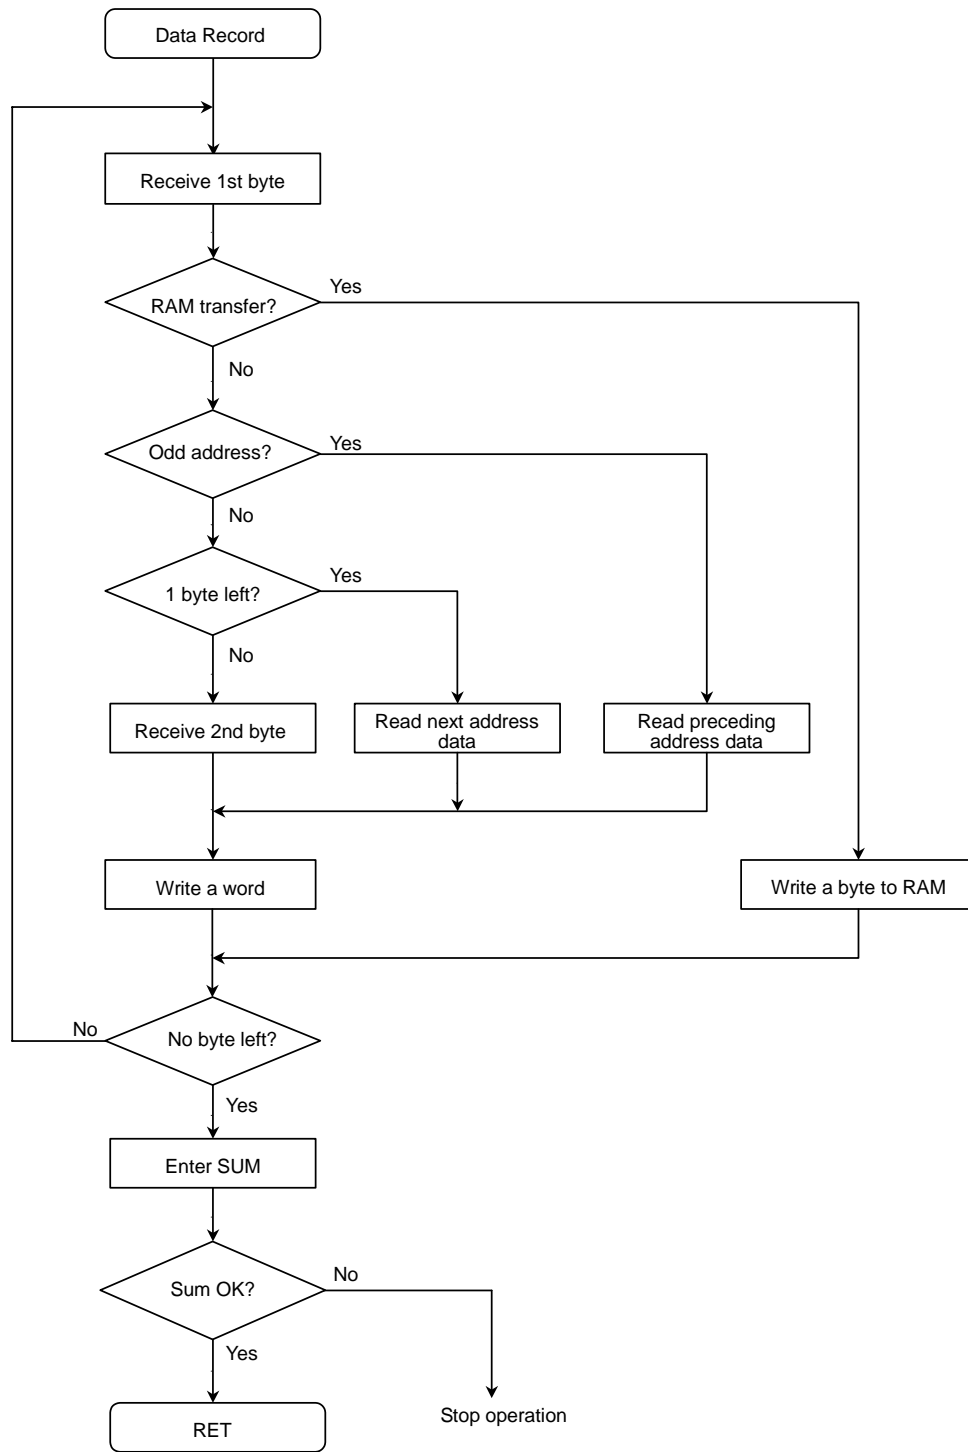 Data Record
Receive 1st byte
RAM transfer?
Yes
No
Odd address?
Yes
No
1 byte left?
Yes
No
Receive 2nd byte
Read next address
data
Read preceding
address data
Write a word
Write a byte to RAM
No
No byte left?
Yes
Enter SUM
Sum OK?
No
Yes
RET
Stop operation